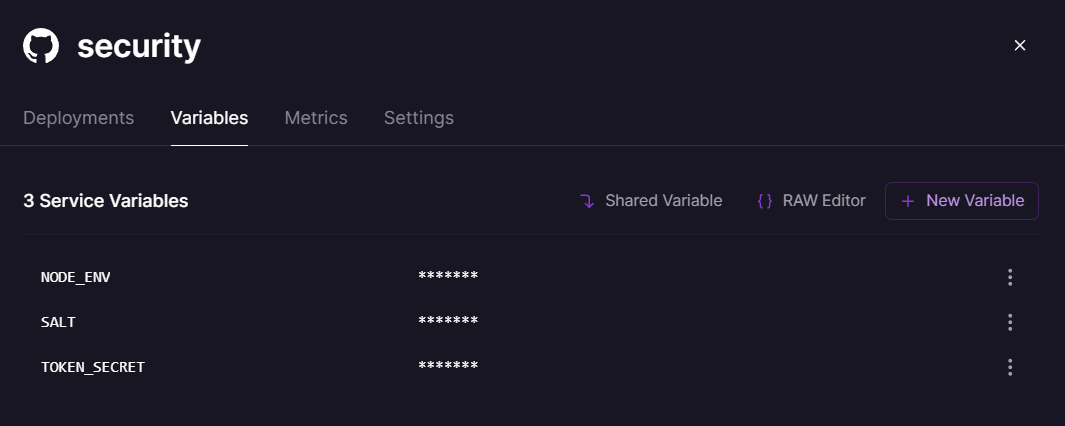 security
Deployments Variables Metrics Settings
3 Service Variables Shared Variable {} RAW Editor + New Variable
NODE_ENV *******
SALT *******
TOKEN_SECRET *******